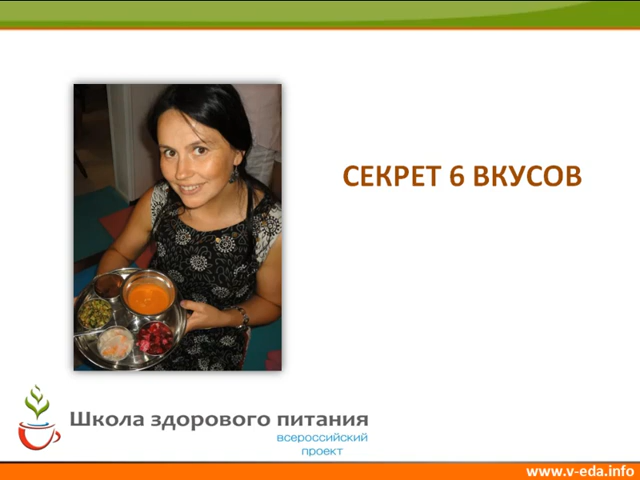 СЕКРЕТ 6 ВКУСОВ
Школа здорового питания
всероссийский
проект
www.v-eda.info